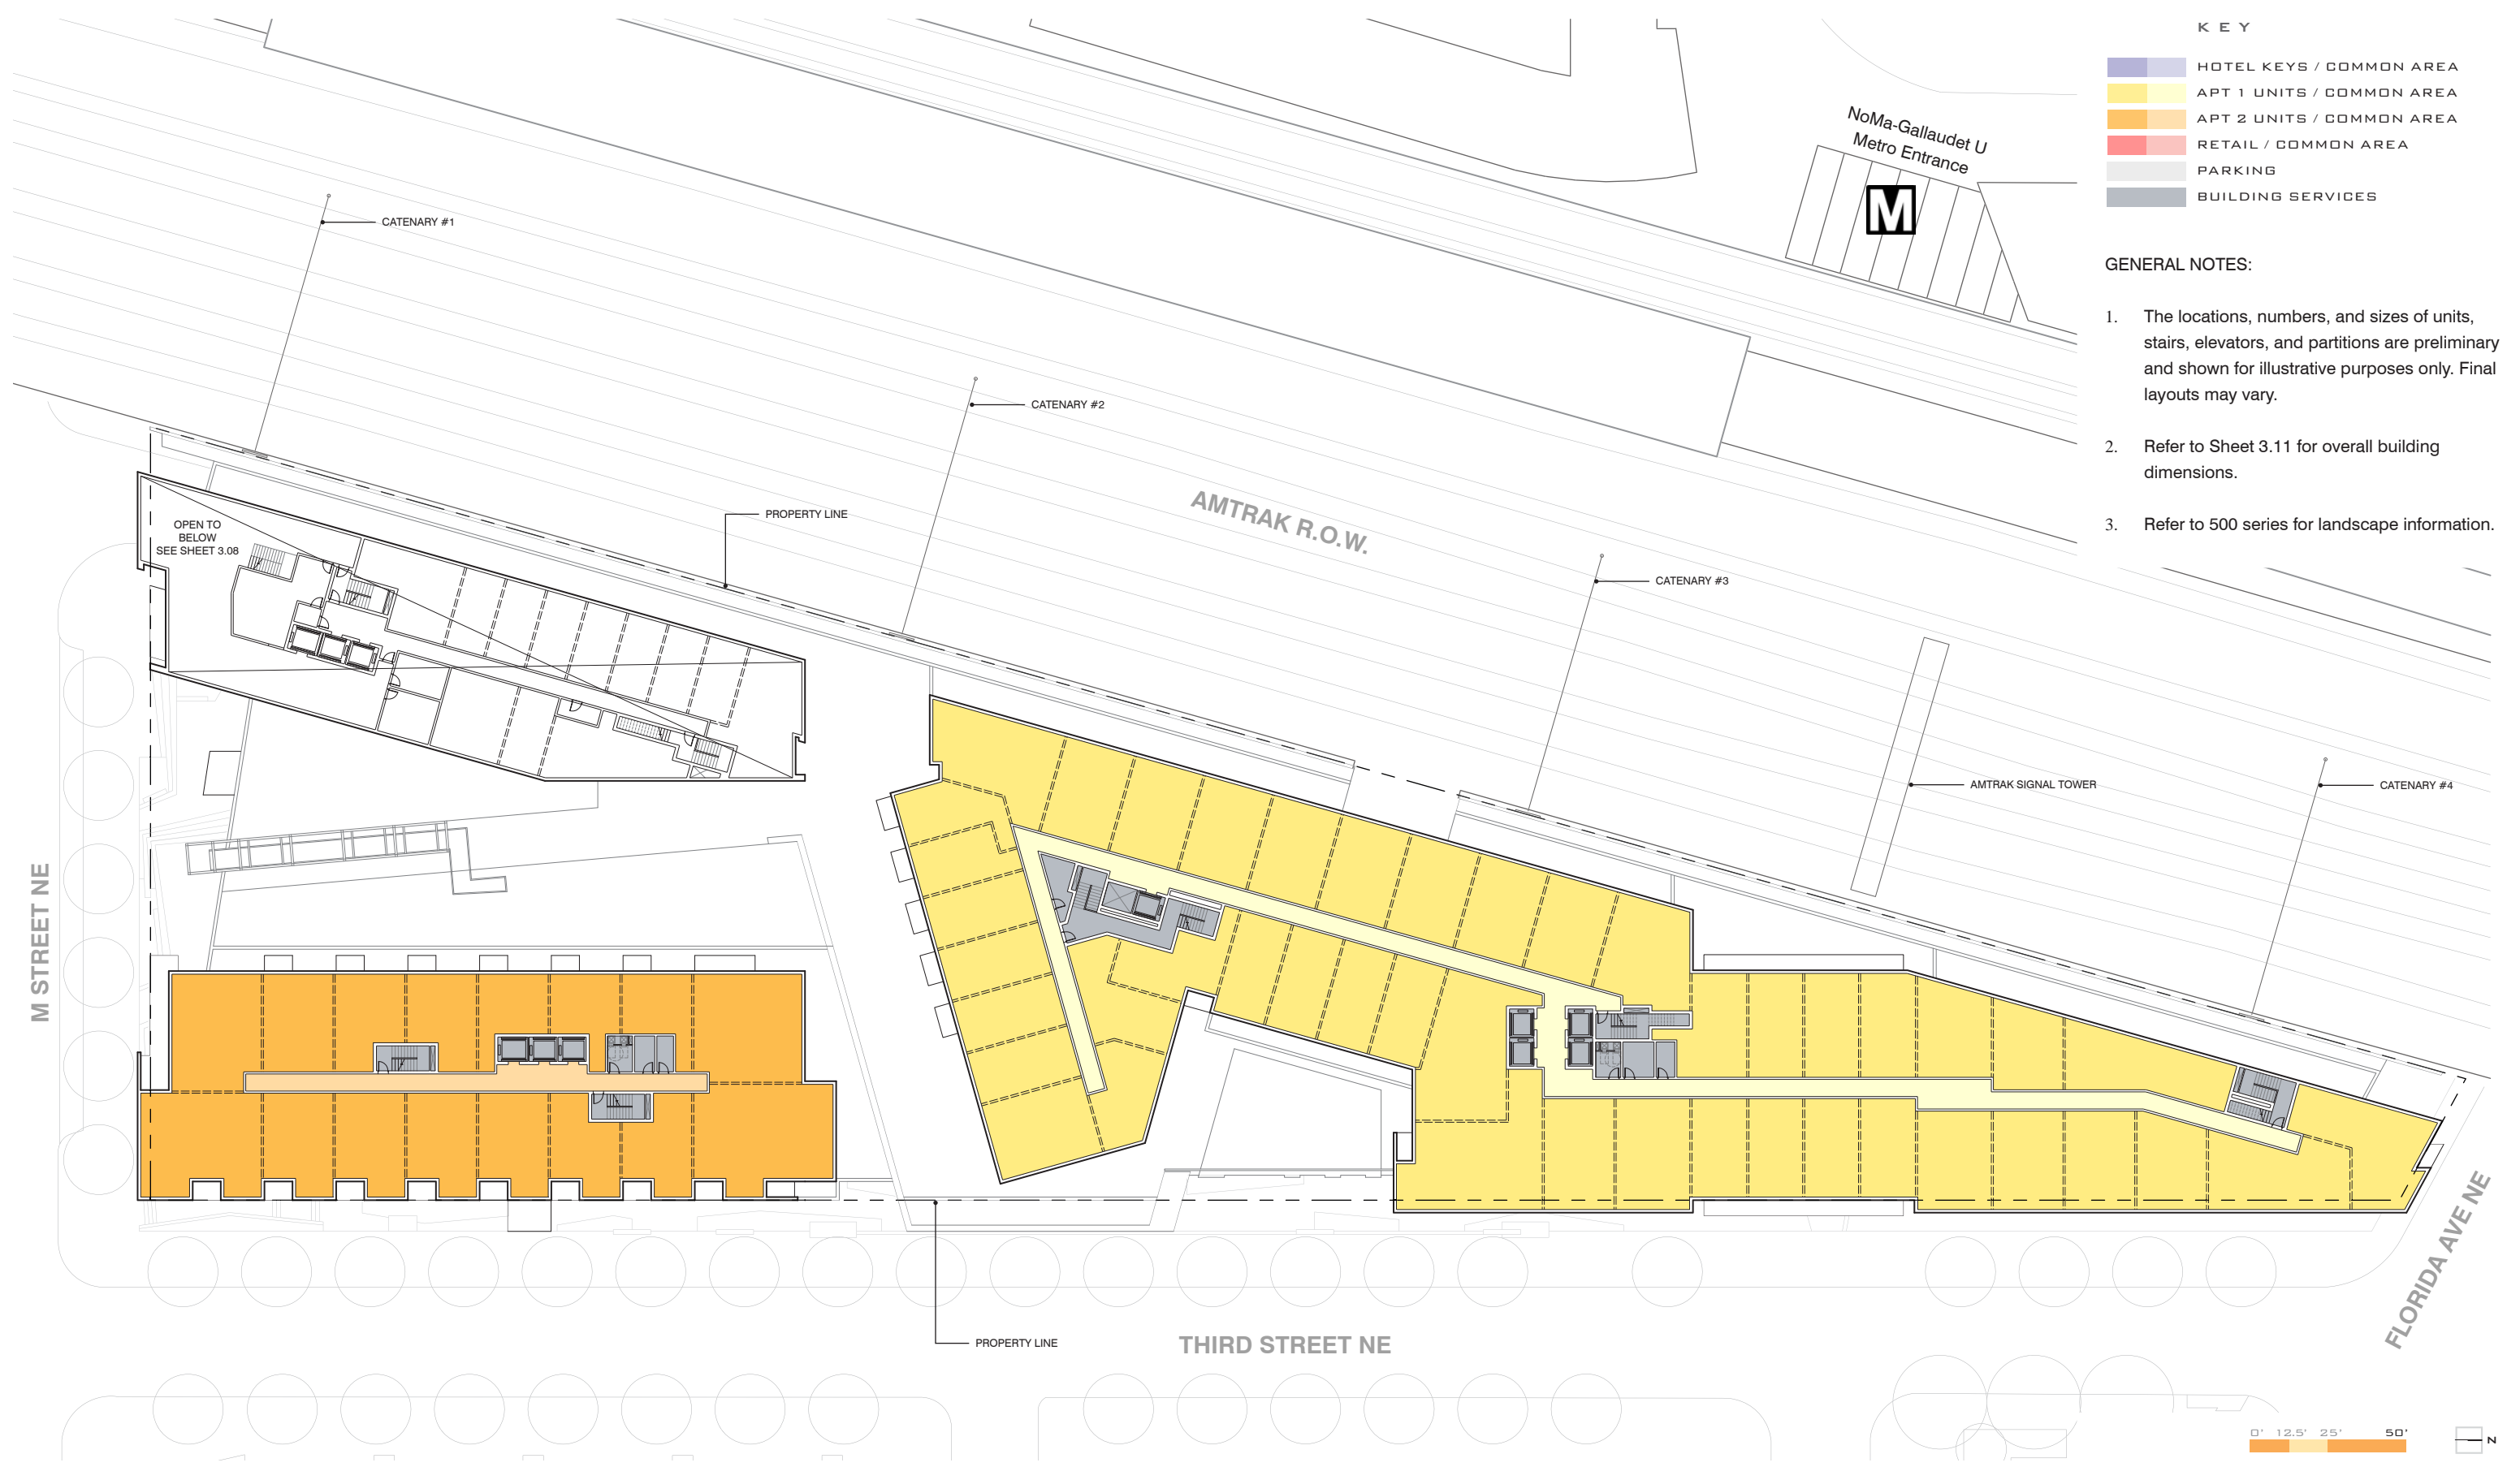 KEY
HOTEL KEYS / COMMON AREA
APT 1 UNITS / COMMON AREA
APT 2 UNITS / COMMON AREA
RETAIL / COMMON AREA
PARKING
BUILDING SERVICES
GENERAL NOTES:
1. The locations, numbers, and sizes of units,
stairs, elevators, and partitions are preliminary
and shown for illustrative purposes only. Final
layouts may vary.
2. Refer to Sheet 3.11 for overall building
dimensions.
3. Refer to 500 series for landscape information.
NoMa-Gallaudet U
Metro Entrance
M
CATENARY #1
CATENARY #2
PROPERTY LINE
AMTRAK R.O.W.
OPEN TO
BELOW
SEE SHEET 3.08
CATENARY #3
AMTRAK SIGNAL TOWER
CATENARY #4
M STREET NE
FLORIDA AVE NE
PROPERTY LINE
THIRD STREET NE
0' 12.5' 25' 50'
N